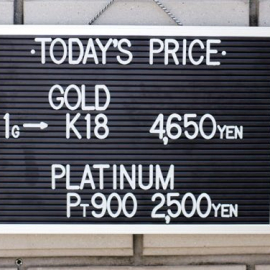 ·TODAY'S PRICE·
GOLD
1G→ K18 4,650YEN
PLATINUM
PT900 2,500YEN